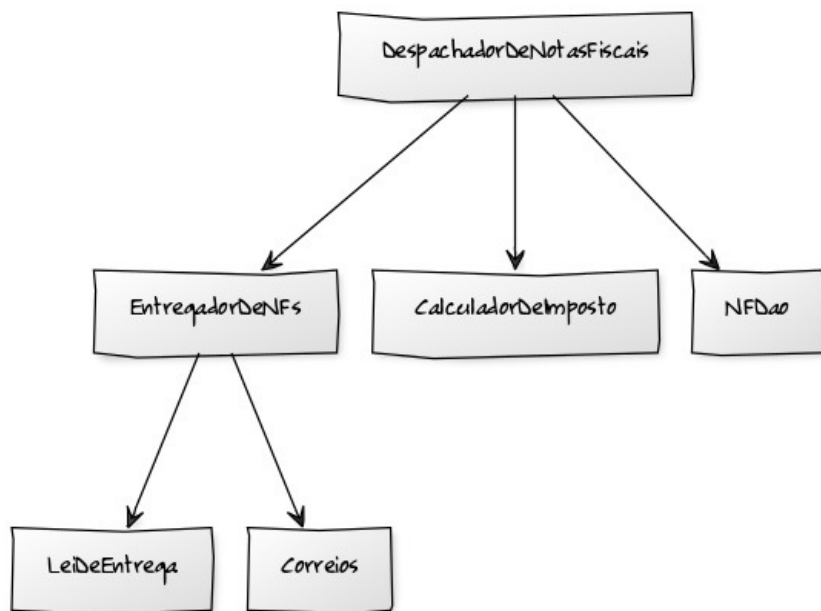 DespachadorDeNotasFiscais
EntregadorDeNFs
CalculadorDeImposto
NFDao
LeiDeEntrega
Correios